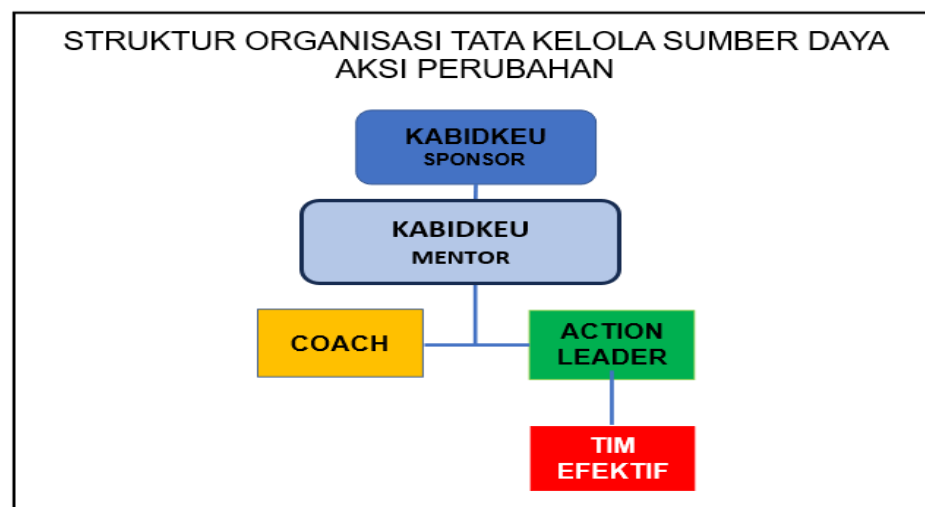 STRUKTUR ORGANISASI TATA KELOLA SUMBER DAYA
AKSI PERUBAHAN
KABIDKEU
SPONSOR
KABIDKEU
MENTOR
COACH
ACTION
LEADER
TIM
EFEKTIF